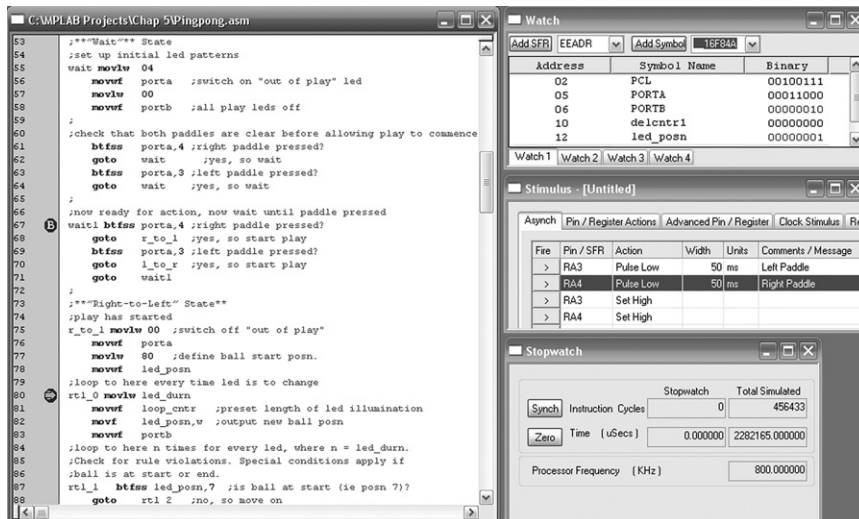 C:\MPLAB Projects\Chap 5\Pingpong.asm
53 ;**"Wait"** State
54 ;set up initial led patterns
55 wait movlw 04
56 movwf porta ;switch on "out of play" led
57 movlw 00
58 movwf portb ;all play leds off
59 ;
60 ;check that both paddles are clear before allowing play to commence
61 btfss porta,4 ;right paddle pressed?
62 goto wait ;yes, so wait
63 btfss porta,3 ;left paddle pressed?
64 goto wait ;yes, so wait
65 ;
66 ;now ready for action, now wait until paddle pressed
67 B wait1 btfss porta,4 ;right paddle pressed?
68 goto r_to_l ;yes, so start play
69 btfss porta,3 ;left paddle pressed?
70 goto l_to_r ;yes, so start play
71 goto wait1
72 ;
73 ;**"Right-to-Left" State**
74 ;play has started
75 r_to_l movlw 00 ;switch off "out of play"
76 movwf porta
77 movlw 80 ;define ball start posn.
78 movwf led_posn
79 ;loop to here every time led is to change
80 rtl_0 movlw led_durn
81 movwf loop_cntr ;preset length of led illumination
82 movf led_posn,w ;output new ball posn
83 movwf portb
84 ;loop to here n times for every led, where n = led_durn.
85 ;Check for rule violations. Special conditions apply if
86 ;ball is at start or end.
87 rtl_1 btfss led_posn,7 ;is ball at start (ie posn 7)?
88 goto rtl_2 ;no, so move on
Watch
Add SFR EEADR Add Symbol 16F84A
Address Symbol Name Binary
02 PCL 00100111
05 PORTA 00011000
06 PORTB 00000010
10 delcntr1 00000000
12 led_posn 00000001
Watch 1 Watch 2 Watch 3 Watch 4
Stimulus - [Untitled]
Asynch Pin / Register Actions Advanced Pin / Register Clock Stimulus Re
Fire Pin / SFR Action Width Units Comments / Message
> RA3 Pulse Low 50 ms Left Paddle
> RA4 Pulse Low 50 ms Right Paddle
> RA3 Set High
> RA4 Set High
Stopwatch
Stopwatch Total Simulated
Synch Instruction Cycles 0 456433
Zero Time (uSecs) 0.000000 2282165.000000
Processor Frequency (KHz) 800.000000